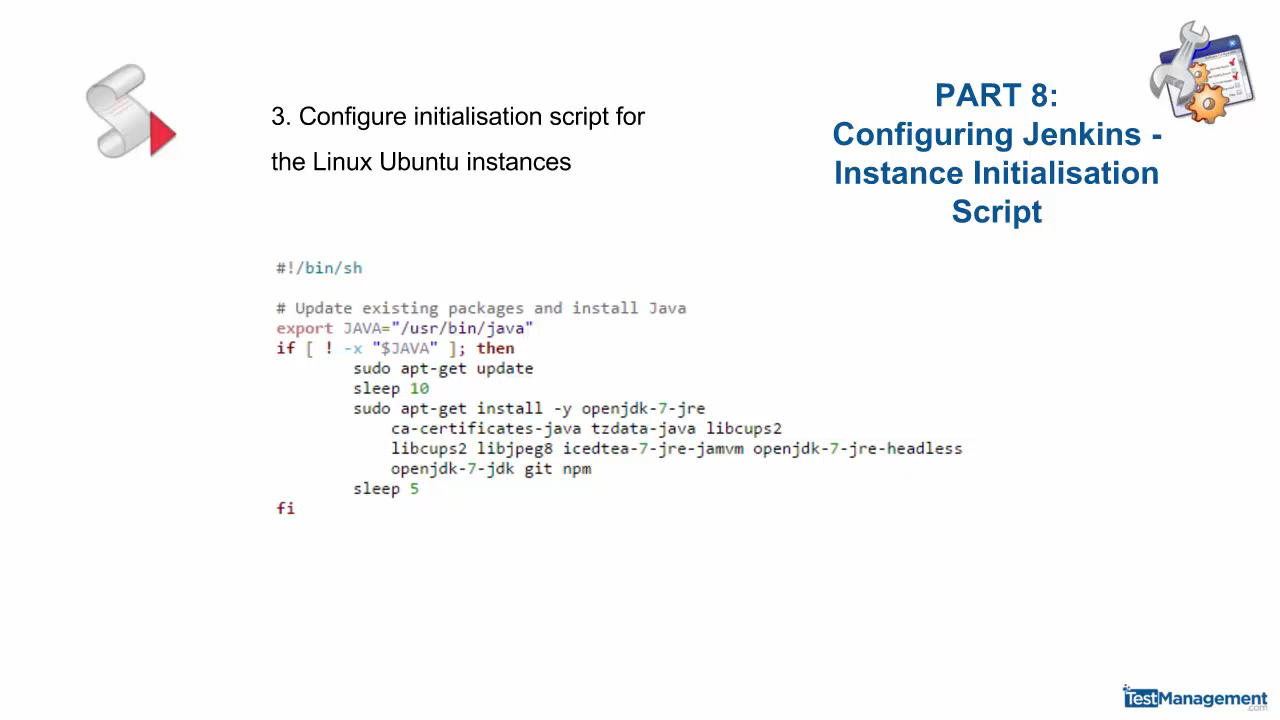 3. Configure initialisation script for
the Linux Ubuntu instances
PART 8:
Configuring Jenkins -
Instance Initialisation
Script
#!/bin/sh
# Update existing packages and install Java
export JAVA="/usr/bin/java"
if [ ! -x "$JAVA" ]; then
sudo apt-get update
sleep 10
sudo apt-get install -y openjdk-7-jre
ca-certificates-java tzdata-java libcups2
libcups2 libjpeg8 icedtea-7-jre-jamvm openjdk-7-jre-headless
openjdk-7-jdk git npm
sleep 5
fi
TestManagement
.com